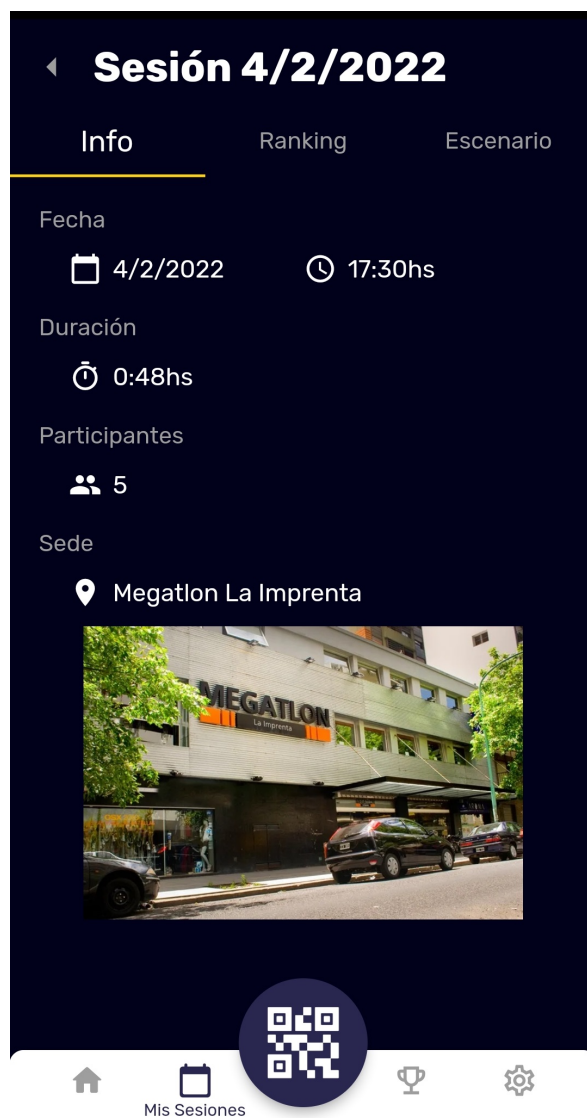 Sesión 4/2/2022
Info Ranking Escenario
Fecha
4/2/2022 17:30hs
Duración
0:48hs
Participantes
5
Sede
Megatlon La Imprenta
MEGATLON
La Imprenta
Mis Sesiones